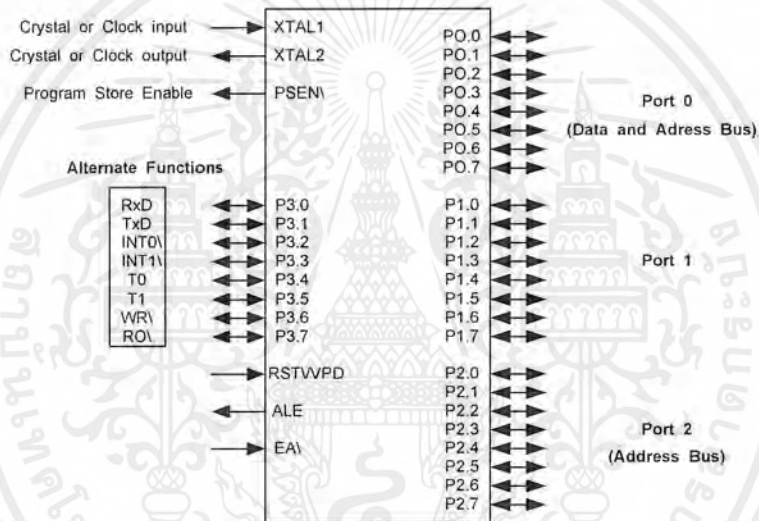 Crystal or Clock input
Crystal or Clock output
Program Store Enable
Alternate Functions
RxD
TxD
INT0\
INT1\
T0
T1
WR\
RO\
XTAL1
XTAL2
PSEN\
P3.0
P3.1
P3.2
P3.3
P3.4
P3.5
P3.6
P3.7
RST\/VPD
ALE
EA\
PO.0
PO.1
PO.2
PO.3
PO.4
PO.5
PO.6
PO.7
P1.0
P1.1
P1.2
P1.3
P1.4
P1.5
P1.6
P1.7
P2.0
P2.1
P2.2
P2.3
P2.4
P2.5
P2.6
P2.7
Port 0
(Data and Adress Bus)
Port 1
Port 2
(Address Bus)